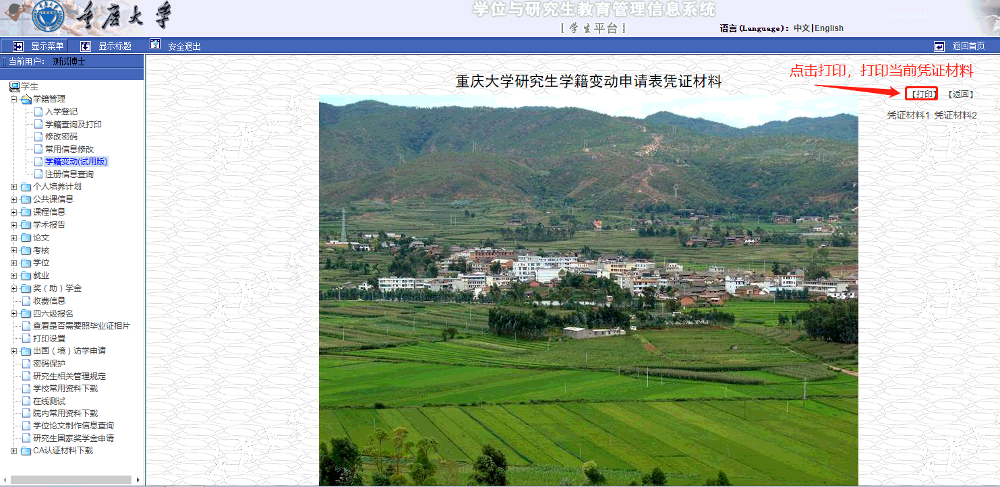 重庆大学
学位与研究生教育管理信息系统
[学生平台]
110110010
语言(Language)：中文|English
显示菜单 显示标题 安全退出 返回首页
当前用户： 测试博士
学生
学籍管理
入学登记
学籍查询及打印
修改密码
常用信息修改
学籍变动(试用版)
注册信息查询
个人培养计划
公共课信息
课程信息
学术报告
论文
考核
学位
就业
奖（助）学金
收费信息
四六级报名
查看是否需要照毕业证相片
打印设置
出国（境）访学申请
密码保护
研究生相关管理规定
学校常用资料下载
在线测试
院内常用资料下载
学位论文制作信息查询
研究生国家奖学金申请
CA认证材料下载
点击打印，打印当前凭证材料
重庆大学研究生学籍变动申请表凭证材料
【打印】 【返回】
凭证材料1 凭证材料2